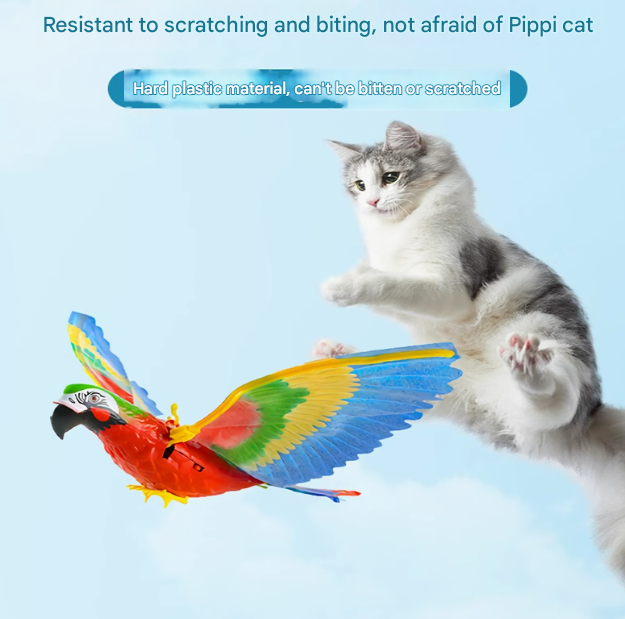 Resistant to scratching and biting, not afraid of Pippi cat
Hard plastic material, can't be bitten or scratched